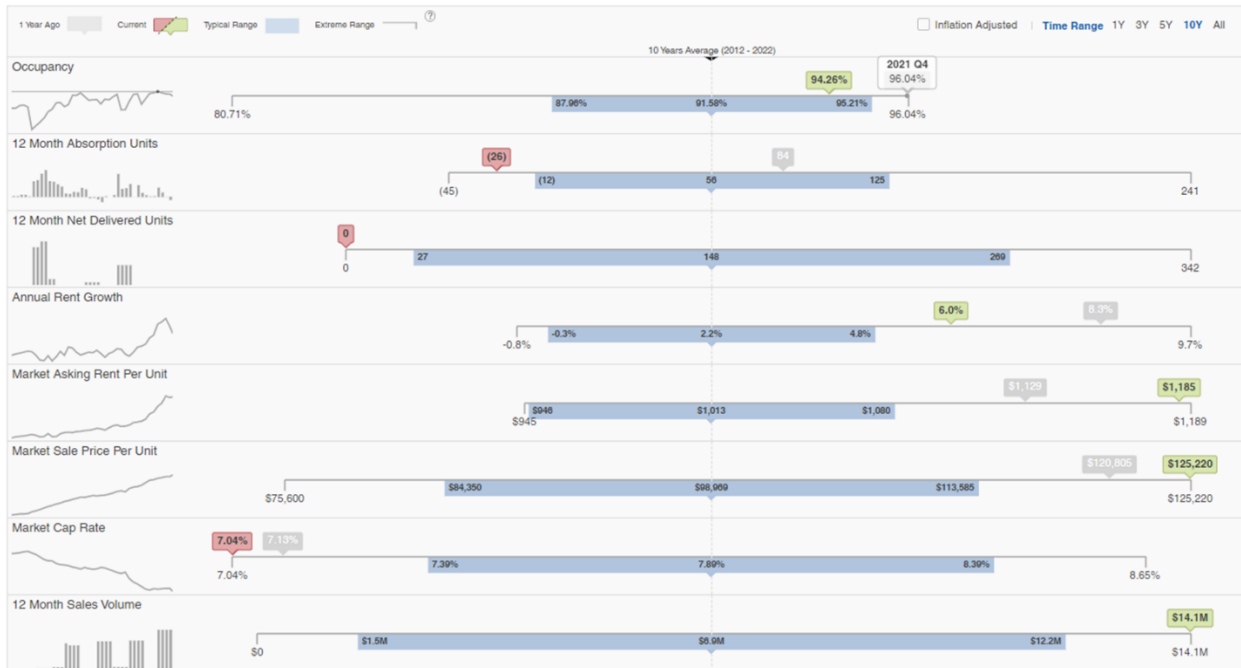 1 Year Ago Current Typical Range Extreme Range ? Inflation Adjusted Time Range 1Y 3Y 5Y 10Y All
10 Years Average (2012 - 2022)
Occupancy
94.26%
2021 Q4
96.04%
87.96% 91.58% 95.21%
80.71% 96.04%
12 Month Absorption Units
(26) 84
(12) 56 125
(45) 241
12 Month Net Delivered Units
0
27 148 269
0 342
Annual Rent Growth
6.0% 8.3%
-0.3% 2.2% 4.8%
-0.8% 9.7%
Market Asking Rent Per Unit
$1,129 $1,185
$946 $1,013 $1,080
$945 $1,189
Market Sale Price Per Unit
$120,805 $125,220
$84,350 $98,969 $113,585
$75,600 $125,220
Market Cap Rate
7.04% 7.13%
7.39% 7.89% 8.39%
7.04% 8.65%
12 Month Sales Volume
$14.1M
$1.5M $6.9M $12.2M
$0 $14.1M